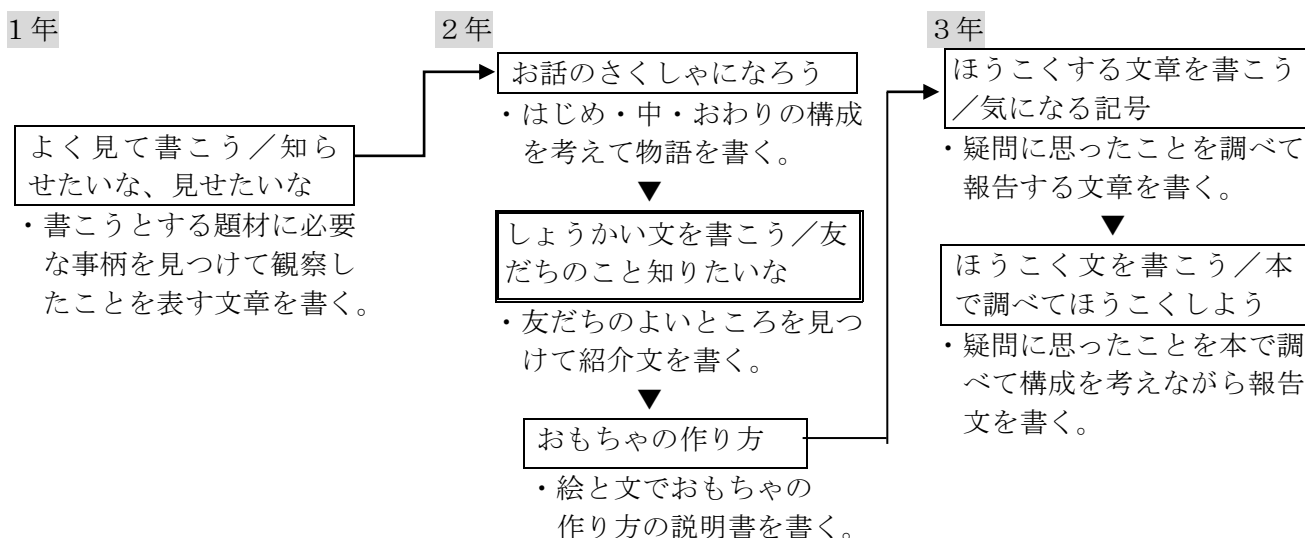 １年
よく見て書こう／知ら
せたいな、見せたいな
・書こうとする題材に必要
な事柄を見つけて観察し
たことを表す文章を書く。
２年
お話のさくしゃになろう
・はじめ・中・おわりの構成
を考えて物語を書く。
▼
しょうかい文を書こう／友
だちのこと知りたいな
・友だちのよいところを見つ
けて紹介文を書く。
▼
おもちゃの作り方
・絵と文でおもちゃの
作り方の説明書を書く。
３年
ほうこくする文章を書こう
／気になる記号
・疑問に思ったことを調べて
報告する文章を書く。
▼
ほうこく文を書こう／本
で調べてほうこくしよう
・疑問に思ったことを本で調
べて構成を考えながら報告
文を書く。